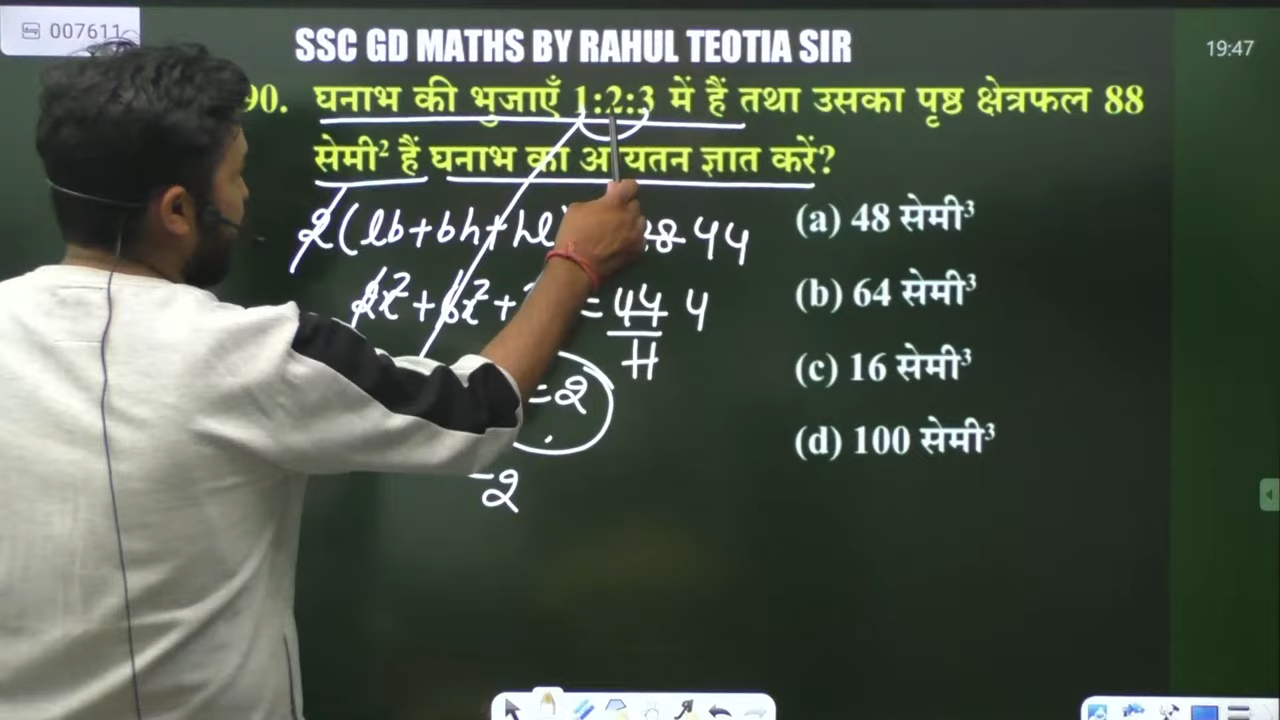 007611
SSC GD MATHS BY RAHUL TEOTIA SIR
19:47
90. घनाभ की भुजाएँ 1:2:3 में हैं तथा उसका पृष्ठ क्षेत्रफल 88
सेमी² हैं घनाभ का आयतन ज्ञात करें?
2(lb+bh+hl 44
2x²+6x²+ = 44 4
11
=2
2
(a) 48 सेमी³
(b) 64 सेमी³
(c) 16 सेमी³
(d) 100 सेमी³